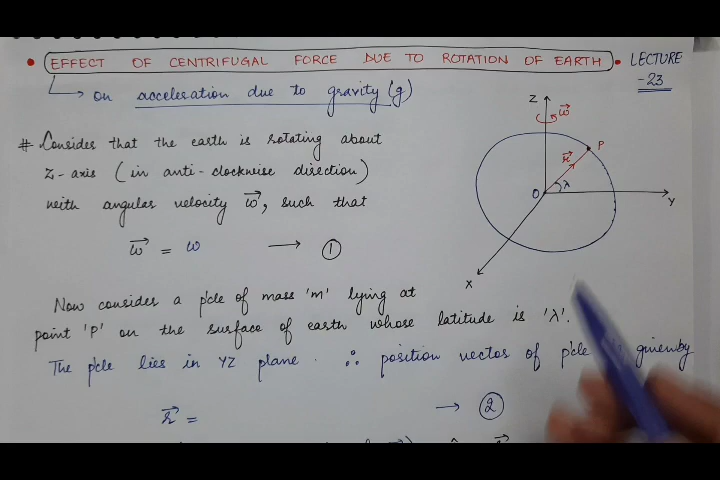 • EFFECT OF CENTRIFUGAL FORCE DUE TO ROTATION OF EARTH • LECTURE
-23
on acceleration due to gravity (g)
# Consider that the earth is rotating about
Z-axis (in anti-clockwise direction)
with angular velocity ω⃗, such that
ω⃗ = ω → ①
Z
ω⃗
P
r⃗
O
λ
Y
X
Now consider a p'cle of mass 'm' lying at
point 'P' on the surface of earth whose latitude is 'λ'.
The p'cle lies in YZ plane. ∴ position vector of p'cle given by
r⃗ = → ②